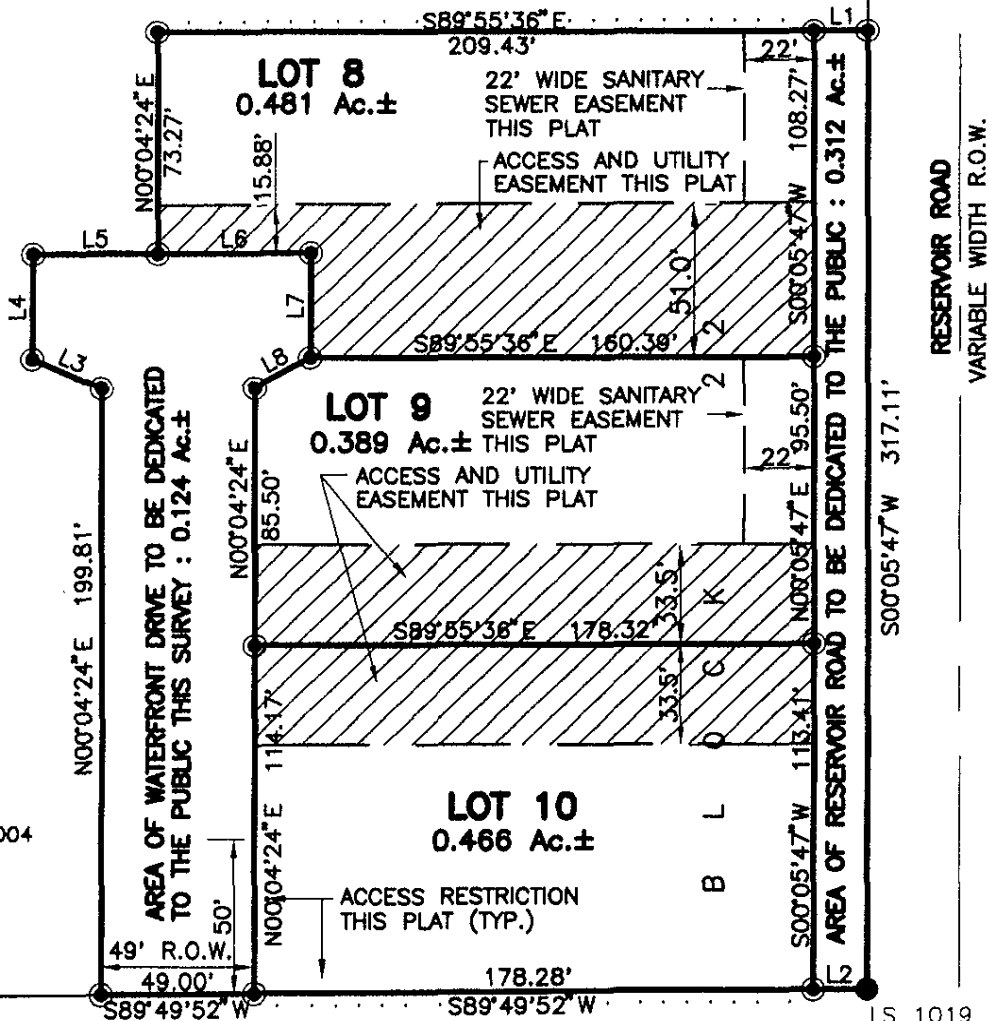 S89°55'36"E
209.43'
L1
LOT 8
0.481 Ac.±
22'
22' WIDE SANITARY
SEWER EASEMENT
THIS PLAT
ACCESS AND UTILITY
EASEMENT THIS PLAT
N00°04'24"E
73.27'
15.88'
S00°05'47"W 108.27'
L5
L6
L4
L7
L3
L8
51.0'
S89°55'36"E 160.39'
LOT 9
0.389 Ac.±
22' WIDE SANITARY
SEWER EASEMENT
THIS PLAT
ACCESS AND UTILITY
EASEMENT THIS PLAT
22'
N00°04'24"E
85.50'
N00°05'47"E 95.50'
33.5'
S89°55'36"E 178.32'
33.5'
N00°04'24"E 199.81'
AREA OF WATERFRONT DRIVE TO BE DEDICATED
TO THE PUBLIC THIS SURVEY : 0.124 Ac.±
N00°04'24"E 114.17'
LOT 10
0.466 Ac.±
BLOCK 22
S00°05'47"W 113.41'
AREA OF RESERVOIR ROAD TO BE DEDICATED TO THE PUBLIC : 0.312 Ac.±
S00°05'47"W 317.11'
RESERVOIR ROAD
VARIABLE WIDTH R.O.W.
004
ACCESS RESTRICTION
THIS PLAT (TYP.)
50'
49' R.O.W.
49.00'
S89°49'52"W
178.28'
S89°49'52"W
L2
LS 1019